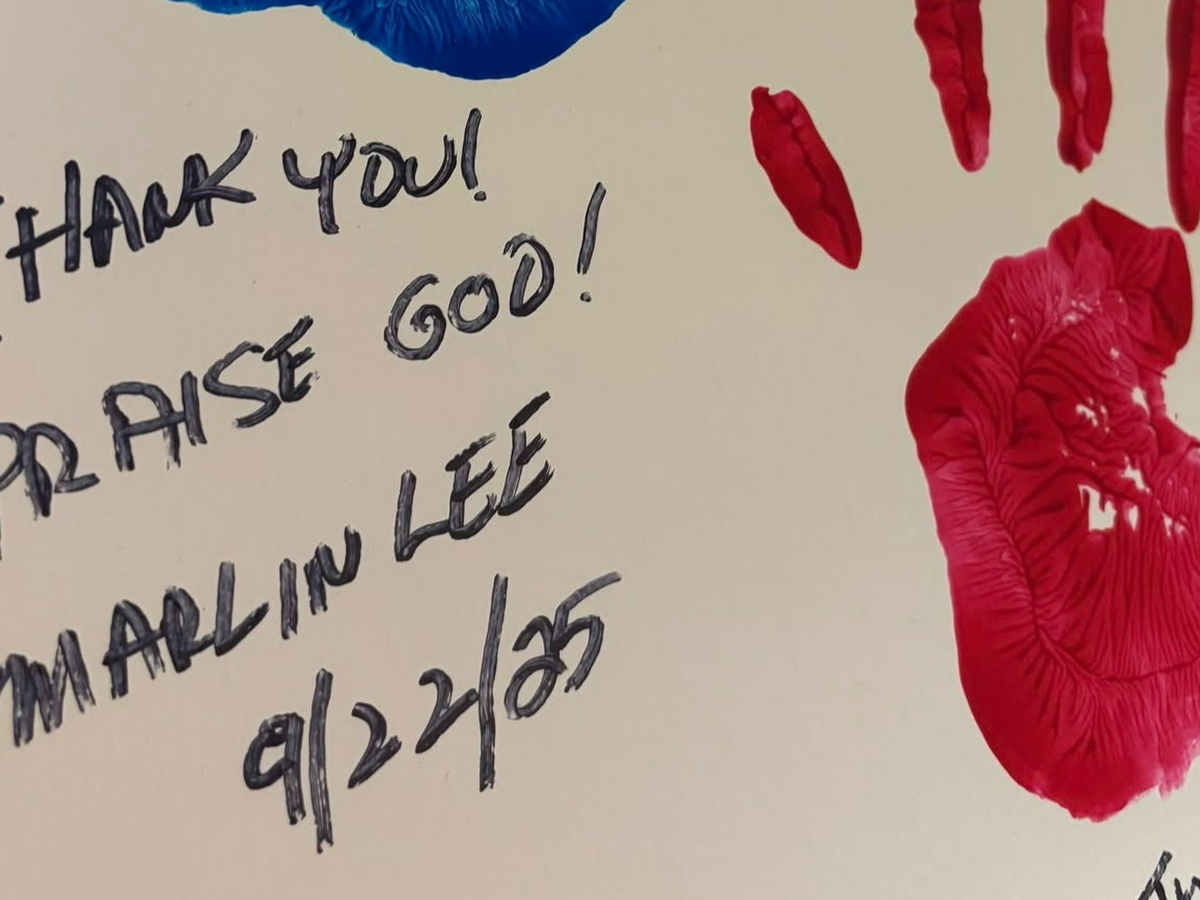 THANK YOU!
PRAISE GOD!
MARLIN LEE
9/22/25